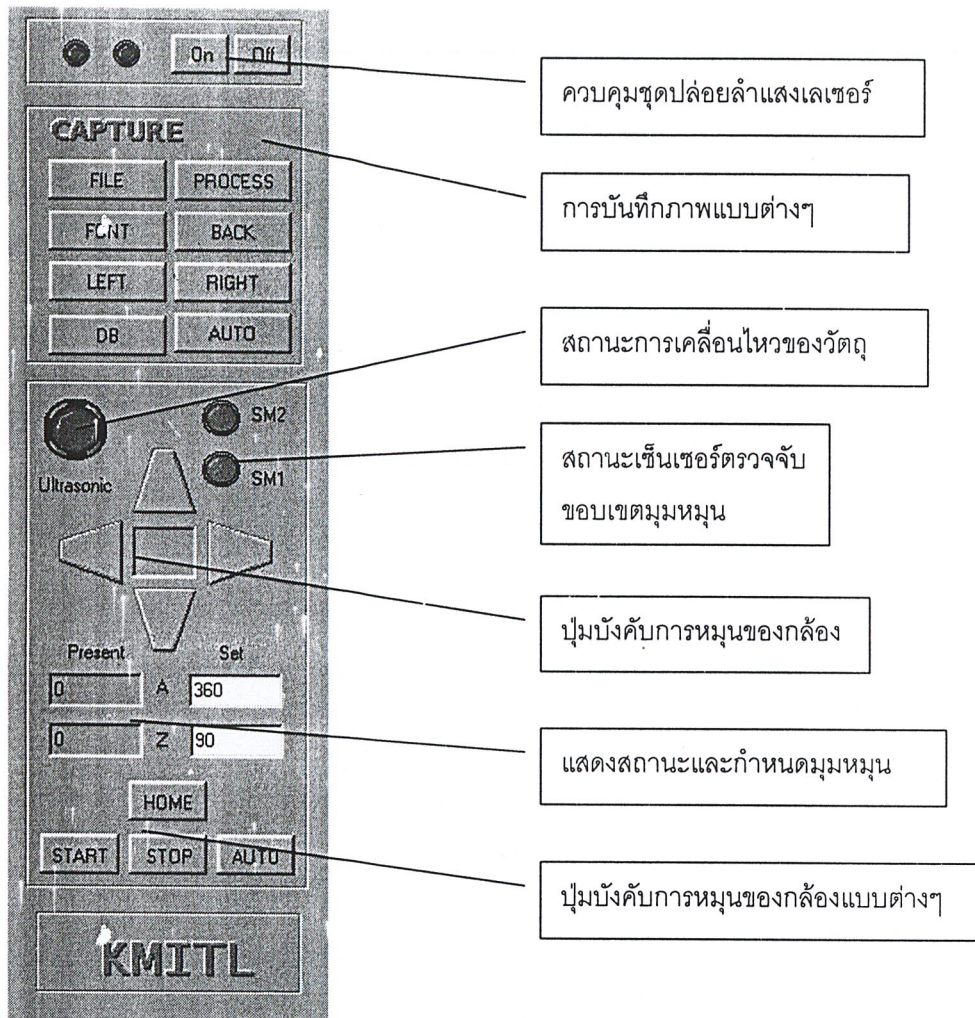 On Off
ควบคุมชุดปล่อยลำแสงเลเซอร์
CAPTURE
FILE PROCESS
การบันทึกภาพแบบต่างๆ
FONT BACK
LEFT RIGHT
DB AUTO
สถานะการเคลื่อนไหวของวัตถุ
SM2
SM1
Ultrasonic
สถานะเซ็นเซอร์ตรวจจับ
ขอบเขตมุมหมุน
ปุ่มบังคับการหมุนของกล้อง
Present Set
0 A 360
0 Z 90
แสดงสถานะและกำหนดมุมหมุน
HOME
START STOP AUTO
ปุ่มบังคับการหมุนของกล้องแบบต่างๆ
KMITL